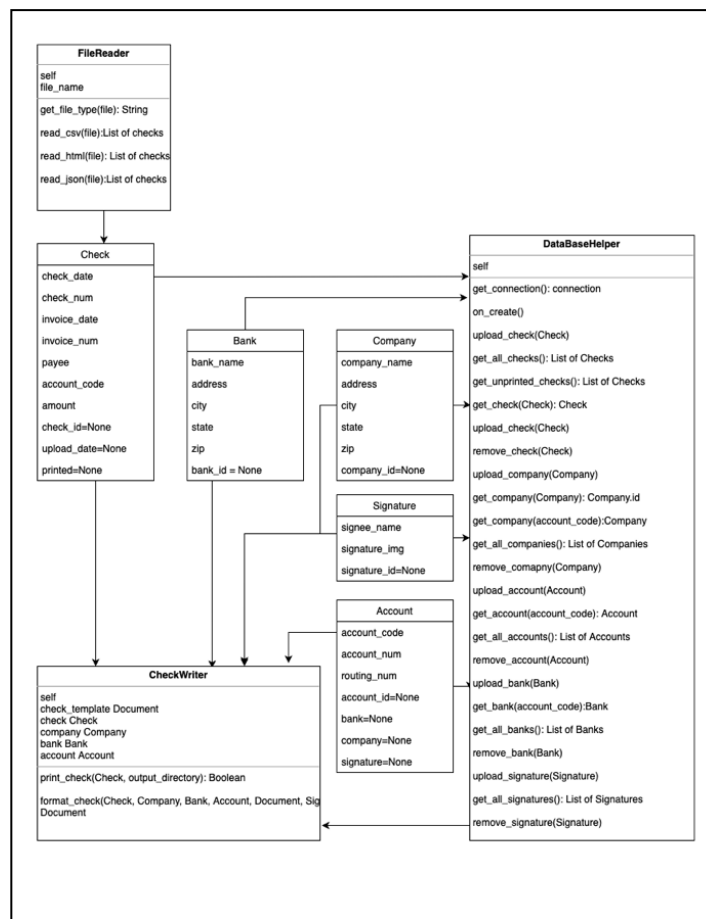 FileReader
self
file_name
get_file_type(file): String
read_csv(file):List of checks
read_html(file): List of checks
read_json(file):List of checks
Check
check_date
check_num
invoice_date
invoice_num
payee
account_code
amount
check_id=None
upload_date=None
printed=None
Bank
bank_name
address
city
state
zip
bank_id = None
Company
company_name
address
city
state
zip
company_id=None
Signature
signee_name
signature_img
signature_id=None
Account
account_code
account_num
routing_num
account_id=None
bank=None
company=None
signature=None
DataBaseHelper
self
get_connection(): connection
on_create()
upload_check(Check)
get_all_checks(): List of Checks
get_unprinted_checks(): List of Checks
get_check(Check): Check
upload_check(Check)
remove_check(Check)
upload_company(Company)
get_company(Company): Company.id
get_company(account_code):Company
get_all_companies(): List of Companies
remove_comapny(Company)
upload_account(Account)
get_account(account_code): Account
get_all_accounts(): List of Accounts
remove_account(Account)
upload_bank(Bank)
get_bank(account_code):Bank
get_all_banks(): List of Banks
remove_bank(Bank)
upload_signature(Signature)
get_all_signatures(): List of Signatures
remove_signature(Signature)
CheckWriter
self
check_template Document
check Check
company Company
bank Bank
account Account
print_check(Check, output_directory): Boolean
format_check(Check, Company, Bank, Account, Document, Sig
Document